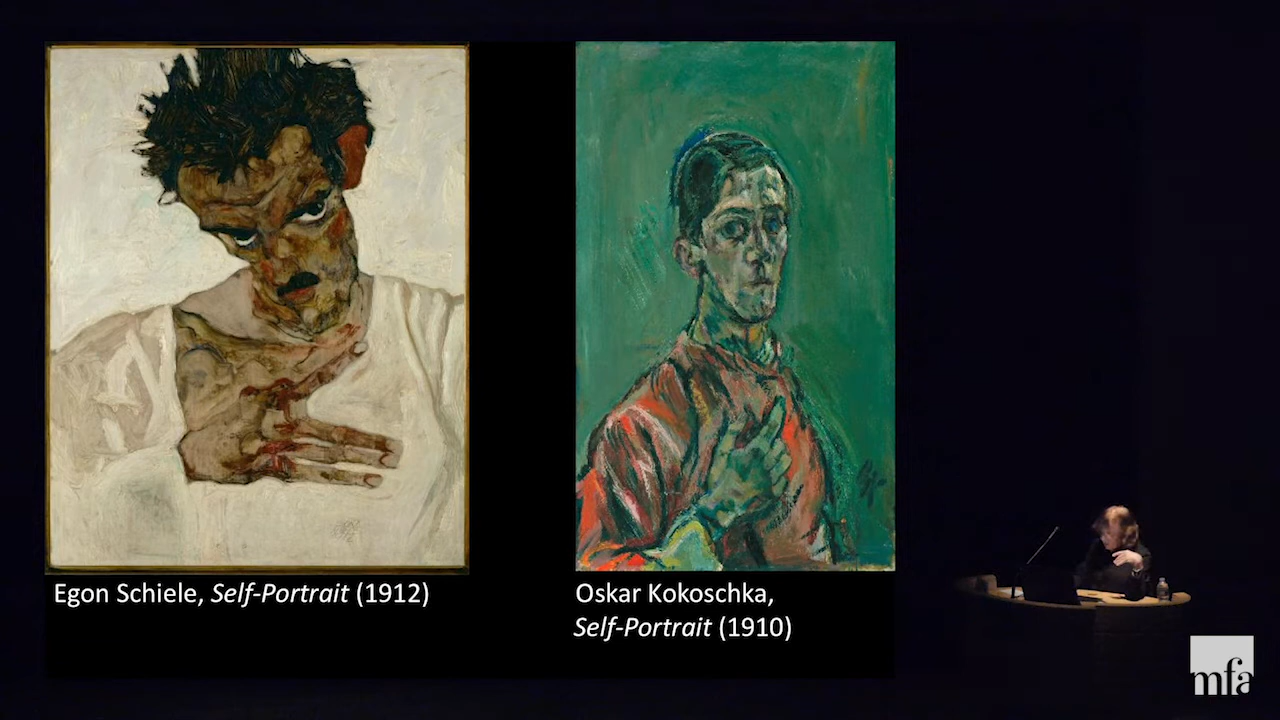 Egon Schiele, Self-Portrait (1912)
Oskar Kokoschka,
Self-Portrait (1910)
mfa